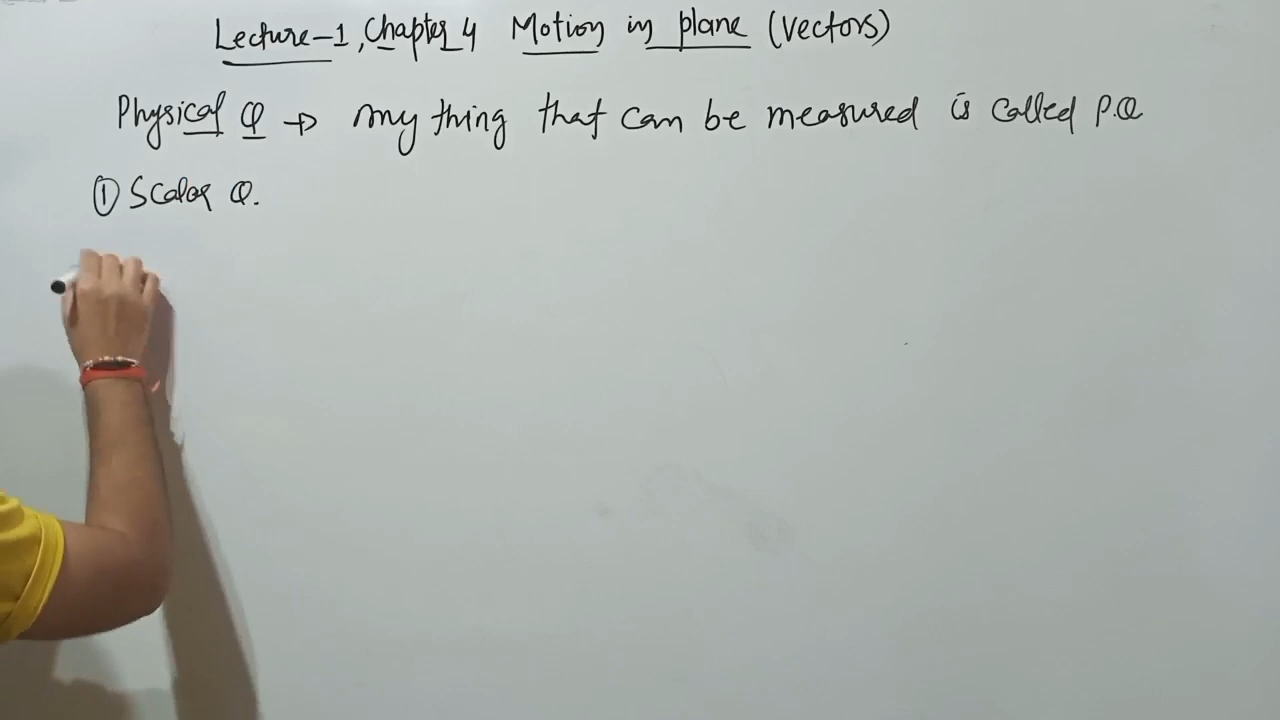 Lecture-1, Chapter 4 Motion in plane (vectors)
Physical Q → Any thing that can be measured is called P.Q
① Scalar Q.